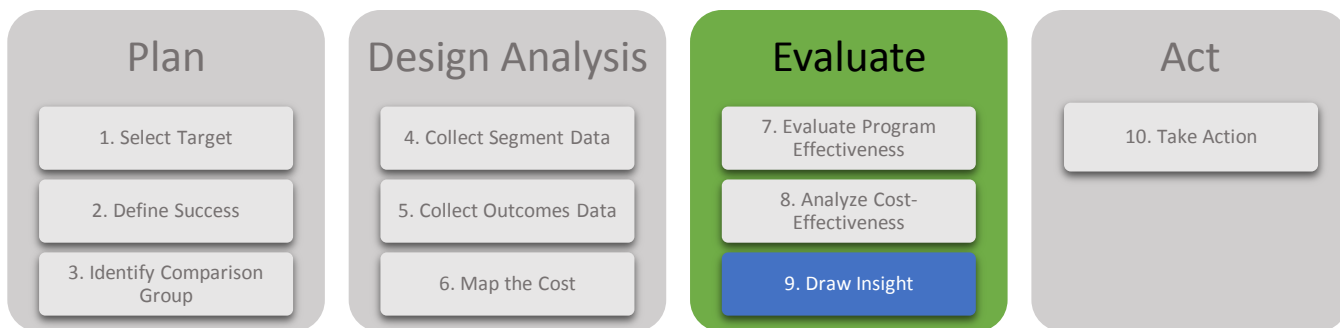 Plan
1. Select Target
2. Define Success
3. Identify Comparison
Group
Design Analysis
4. Collect Segment Data
5. Collect Outcomes Data
6. Map the Cost
Evaluate
7. Evaluate Program
Effectiveness
8. Analyze Cost-
Effectiveness
9. Draw Insight
Act
10. Take Action